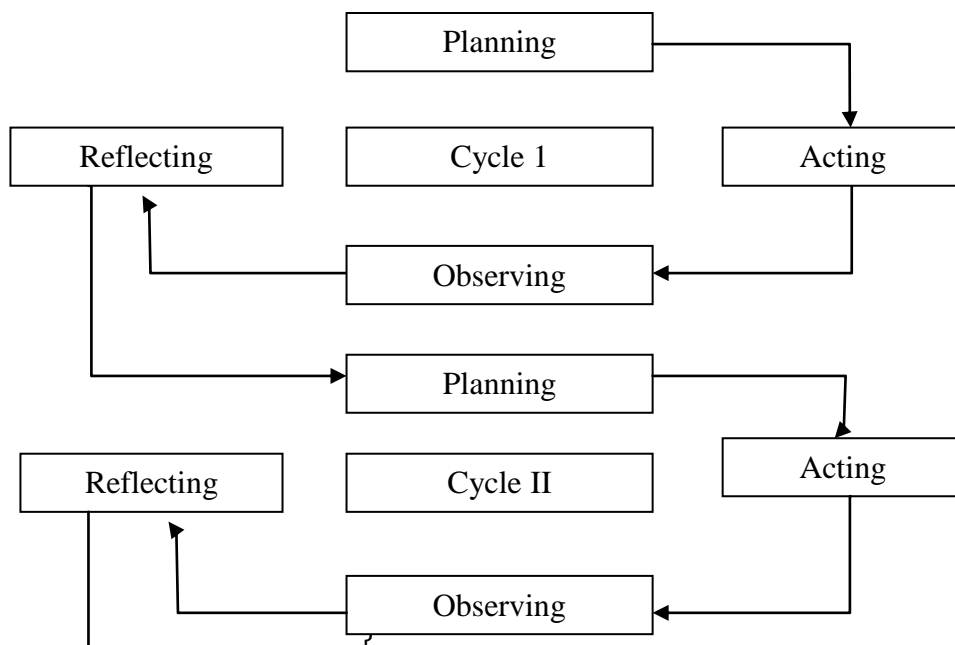 Planning
Reflecting
Cycle 1
Acting
Observing
Planning
Acting
Reflecting
Cycle II
Observing